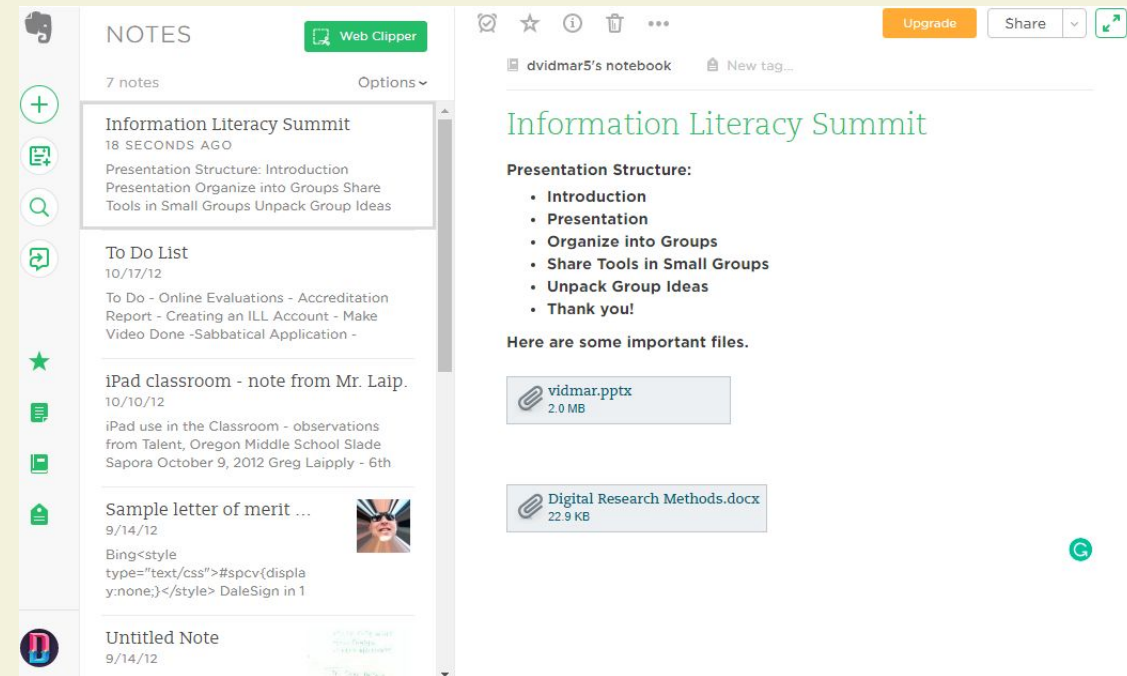 NOTES
Web Clipper
7 notes
Options
Information Literacy Summit
18 SECONDS AGO
Presentation Structure: Introduction
Presentation Organize into Groups Share
Tools in Small Groups Unpack Group Ideas
To Do List
10/17/12
To Do - Online Evaluations - Accreditation
Report - Creating an ILL Account - Make
Video Done -Sabbatical Application -
iPad classroom - note from Mr. Laip.
10/10/12
iPad use in the Classroom - observations
from Talent, Oregon Middle School Slade
Sapora October 9, 2012 Greg Laipply - 6th
Sample letter of merit ...
9/14/12
Bing<style
type="text/css">#spcv{displa
y:none;}</style> DaleSign in 1
Untitled Note
9/14/12
D
Upgrade
Share
dvidmar5's notebook
New tag...
Information Literacy Summit
Presentation Structure:
• Introduction
• Presentation
• Organize into Groups
• Share Tools in Small Groups
• Unpack Group Ideas
• Thank you!
Here are some important files.
vidmar.pptx
2.0 MB
Digital Research Methods.docx
22.9 KB
G